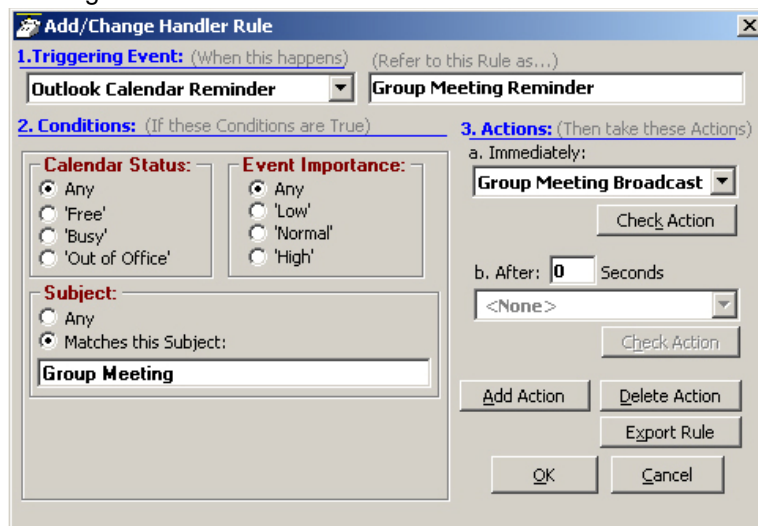 Add/Change Handler Rule
1.Triggering Event: (When this happens)
(Refer to this Rule as...)
Outlook Calendar Reminder
Group Meeting Reminder
2. Conditions: (If these Conditions are True)
3. Actions: (Then take these Actions)
Calendar Status:
Any
'Free'
'Busy'
'Out of Office'
Event Importance:
Any
'Low'
'Normal'
'High'
Subject:
Any
Matches this Subject:
Group Meeting
a. Immediately:
Group Meeting Broadcast
Check Action
b. After: 0 Seconds
<None>
Check Action
Add Action
Delete Action
Export Rule
OK
Cancel